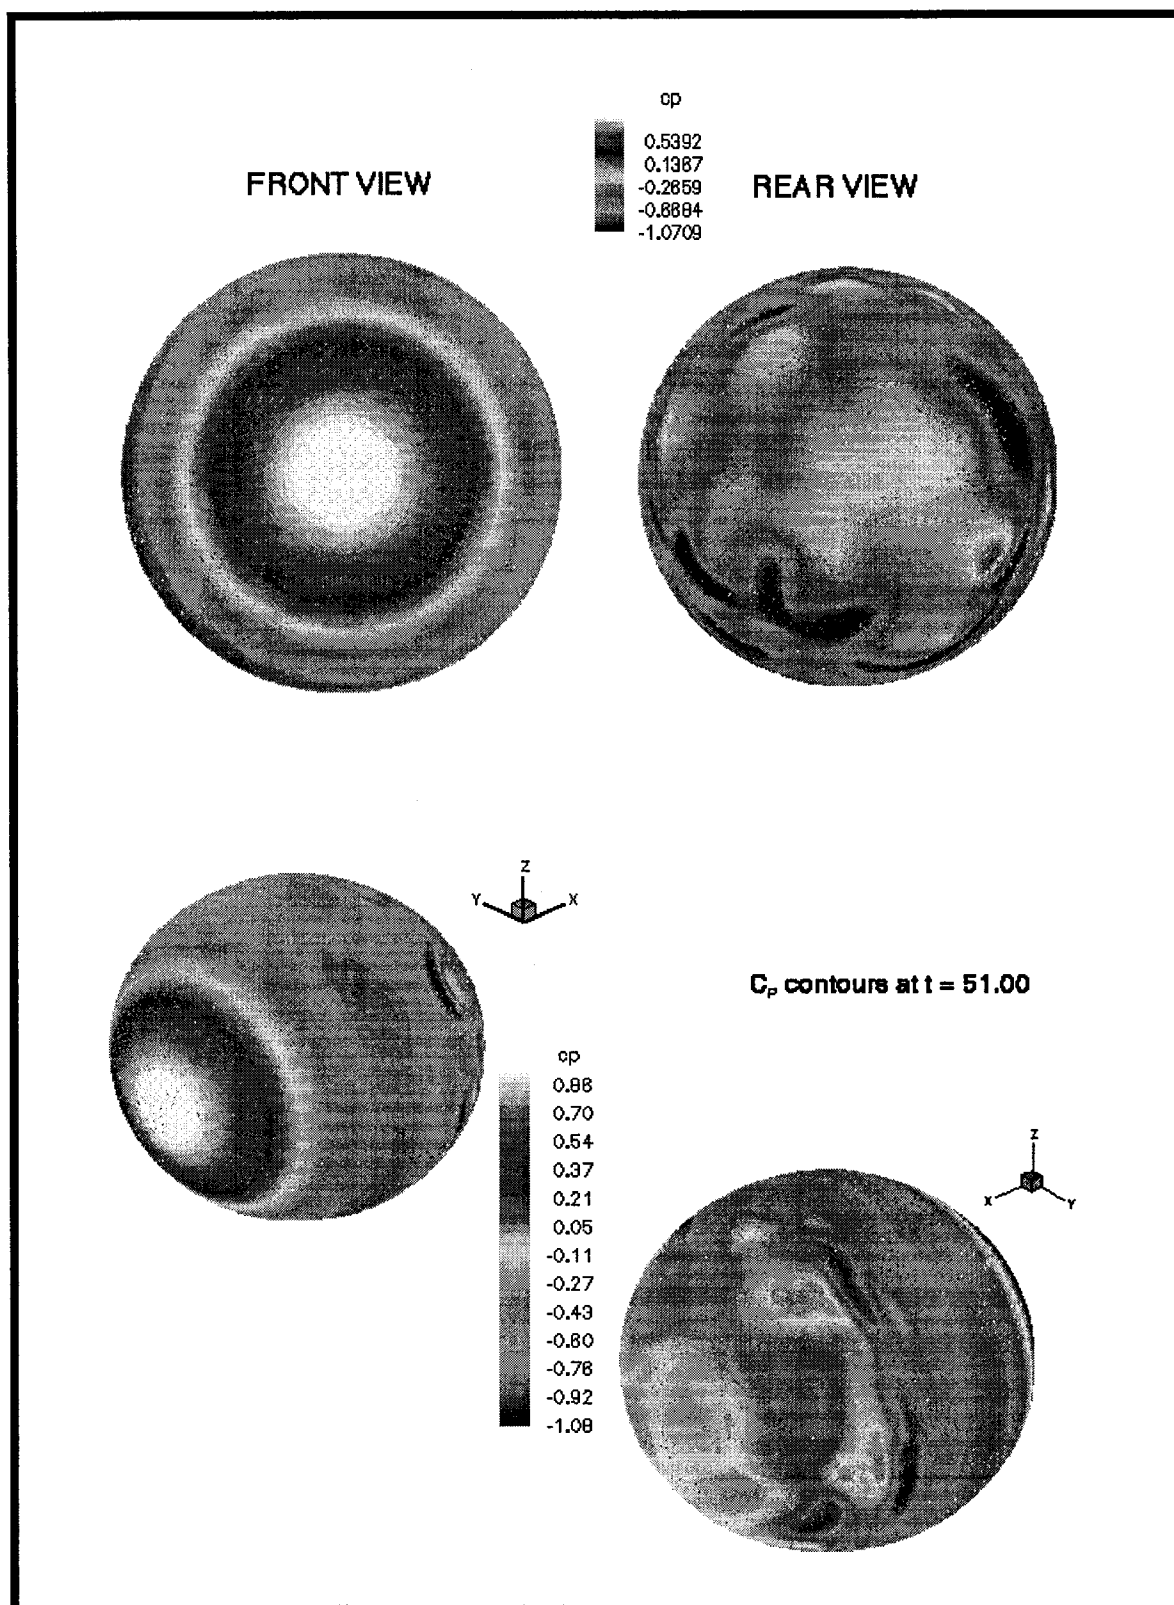 cp
0.5392
0.1367
-0.2659
-0.6684
-1.0709
FRONT VIEW
REAR VIEW
Z
Y
X
CP contours at t = 51.00
cp
0.86
0.70
0.54
0.37
0.21
0.05
-0.11
-0.27
-0.43
-0.60
-0.76
-0.92
-1.08
Z
X
Y